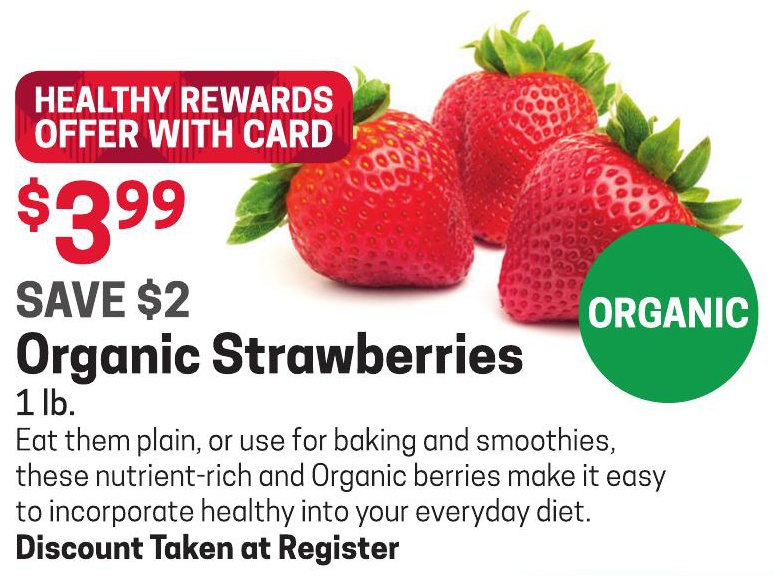 HEALTHY REWARDS
OFFER WITH CARD
$3.99
SAVE $2
ORGANIC
Organic Strawberries
1 lb.
Eat them plain, or use for baking and smoothies,
these nutrient-rich and Organic berries make it easy
to incorporate healthy into your everyday diet.
Discount Taken at Register